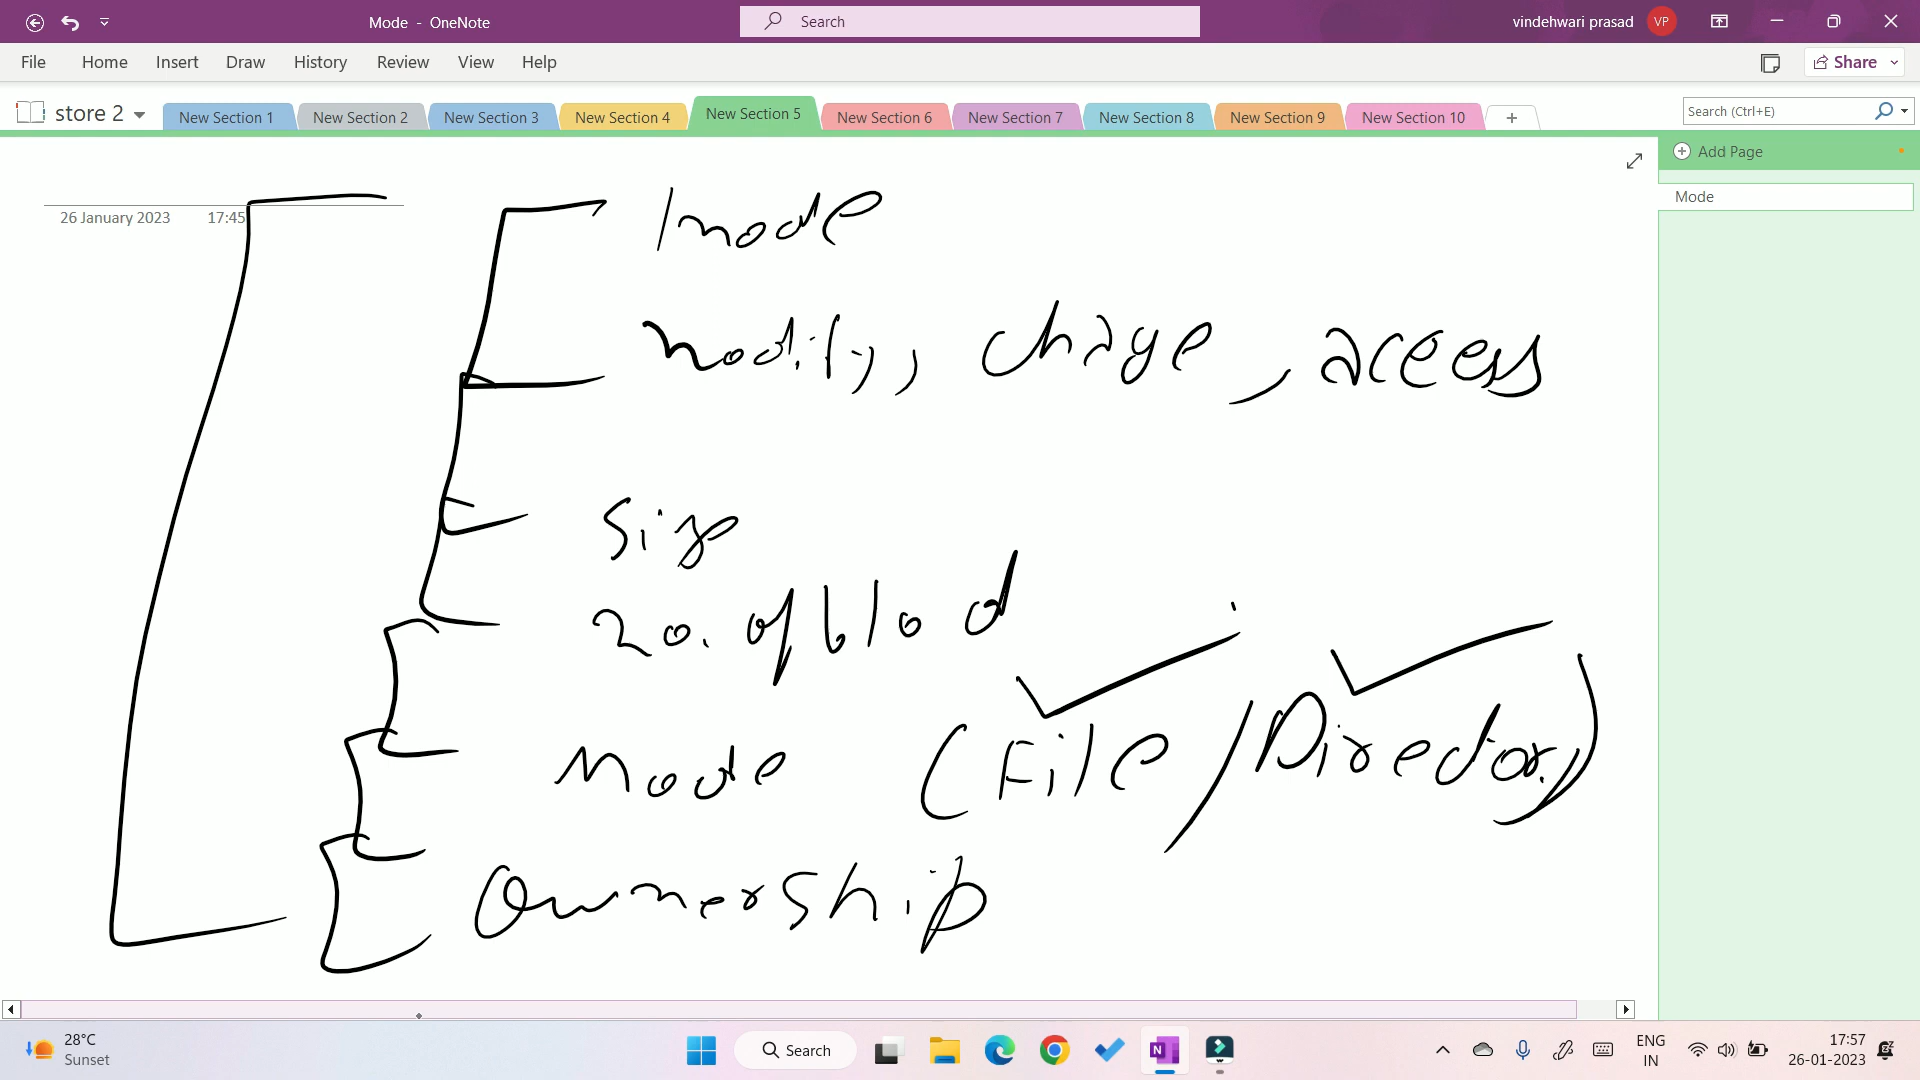 Mode - OneNote
Search
vindehwari prasad
VP
File Home Insert Draw History Review View Help
Share
store 2
New Section 1 New Section 2 New Section 3 New Section 4 New Section 5 New Section 6 New Section 7 New Section 8 New Section 9 New Section 10 +
Search (Ctrl+E)
Add Page
Mode
26 January 2023 17:45
Inode
modify, chage, access
Size
no. of
Mode (File/Directory)
Ownership
28°C
Sunset
Search
N
ENG
IN
17:57
26-01-2023